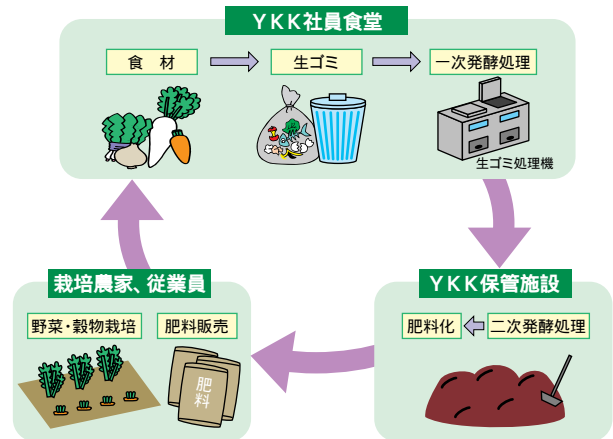 YKK社員食堂
食 材
生ゴミ
一次発酵処理
生ゴミ処理機
YKK保管施設
肥料化
二次発酵処理
栽培農家、従業員
野菜・穀物栽培
肥料販売
肥料